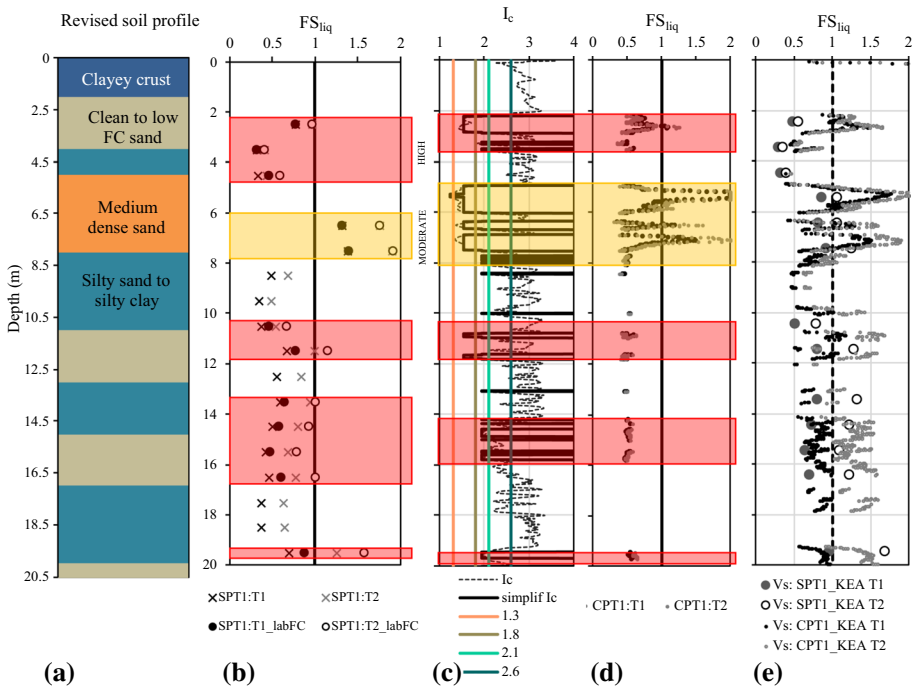 Revised soil profile
FS_liq
I_c
FS_liq
FS_liq
0
0.5
1
1.5
2
1
2
3
4
0
0.5
1
1.5
2
0
0.5
1
1.5
2
0
2.5
4.5
6.5
8.5
10.5
12.5
14.5
16.5
18.5
20.5
Depth (m)
Clayey crust
Clean to low
FC sand
Medium
dense sand
Silty sand to
silty clay
0
2
4
6
8
10
12
14
16
18
20
HIGH
MODERATE
SPT1:T1
SPT1:T2
SPT1:T1_labFC
SPT1:T2_labFC
Ic
simplif Ic
1.3
1.8
2.1
2.6
CPT1:T1
CPT1:T2
Vs: SPT1_KEA T1
Vs: SPT1_KEA T2
Vs: CPT1_KEA T1
Vs: CPT1_KEA T2
(a)
(b)
(c)
(d)
(e)